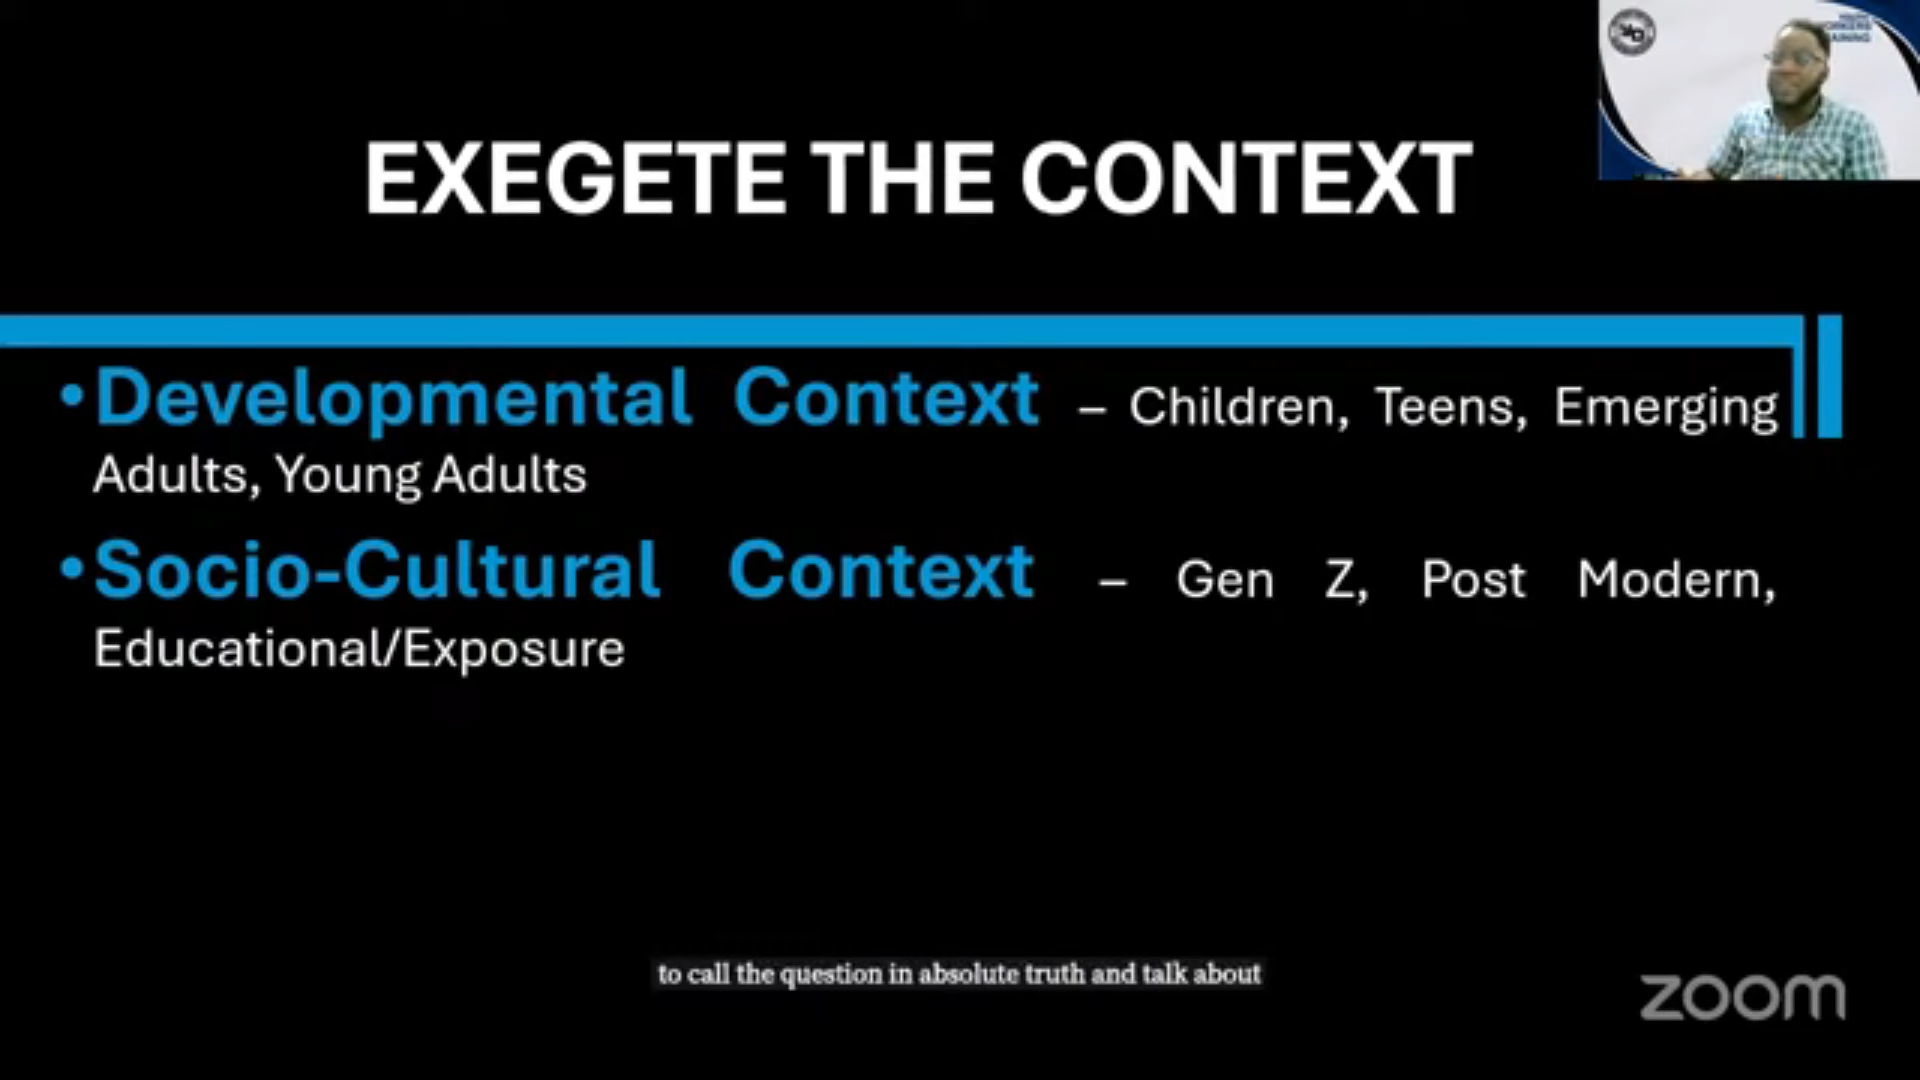 EXEGETE THE CONTEXT
•Developmental Context – Children, Teens, Emerging
Adults, Young Adults
•Socio-Cultural Context – Gen Z, Post Modern,
Educational/Exposure
to call the question in absolute truth and talk about
zoom